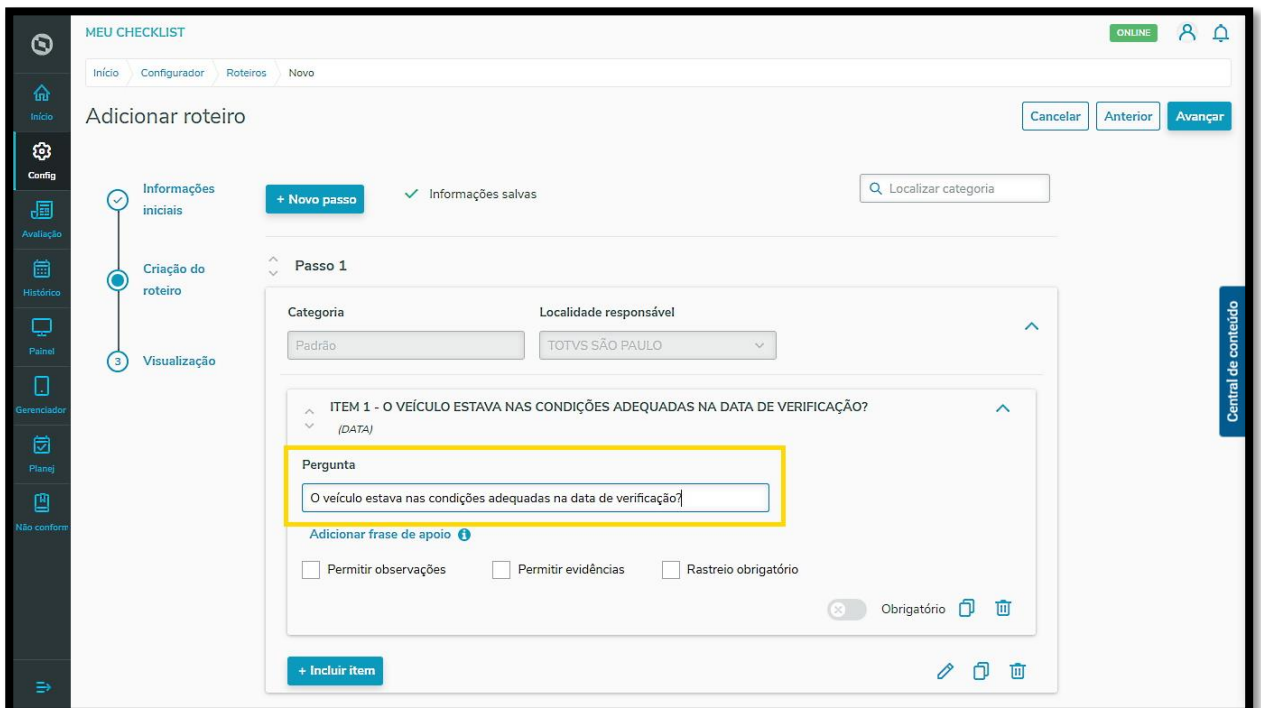 MEU CHECKLIST
ONLINE
Início
Configurador
Roteiros
Novo
Adicionar roteiro
Cancelar
Anterior
Avançar
Início
Config
Avaliação
Histórico
Painel
Gerenciador
Planej
Não conform
Informações
iniciais
Criação do
roteiro
3
Visualização
+ Novo passo
Informações salvas
Localizar categoria
Passo 1
Categoria
Localidade responsável
Padrão
TOTVS SÃO PAULO
ITEM 1 - O VEÍCULO ESTAVA NAS CONDIÇÕES ADEQUADAS NA DATA DE VERIFICAÇÃO?
(DATA)
Pergunta
O veículo estava nas condições adequadas na data de verificação?
Adicionar frase de apoio
Permitir observações
Permitir evidências
Rastreio obrigatório
Obrigatório
+ Incluir item
Central de conteúdo